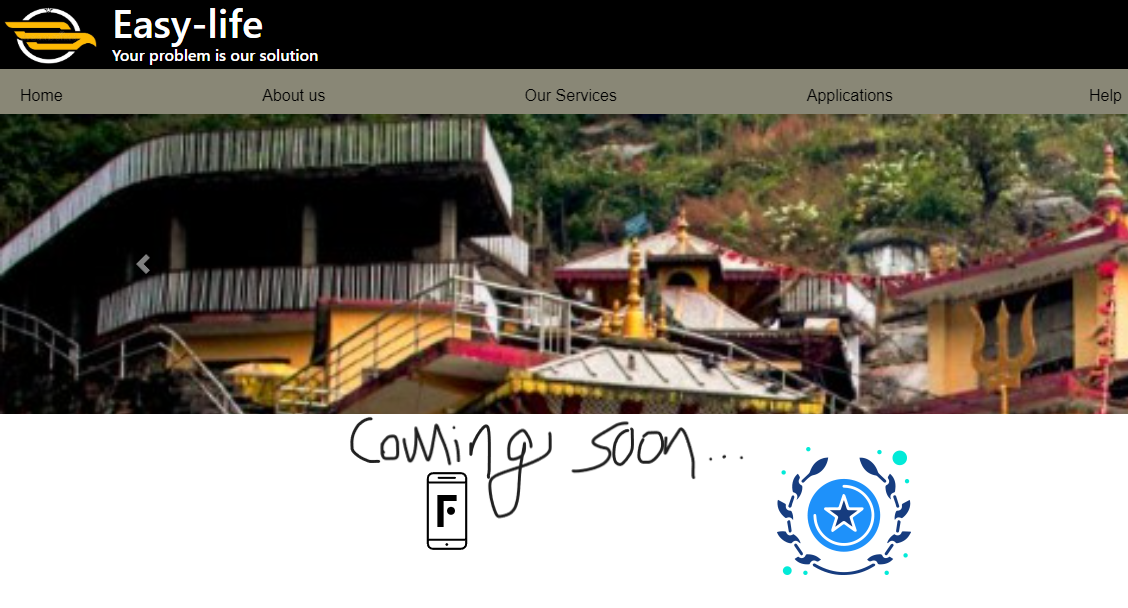 Easy-life
Your problem is our solution
Home About us Our Services Applications Help
Coming soon...
F